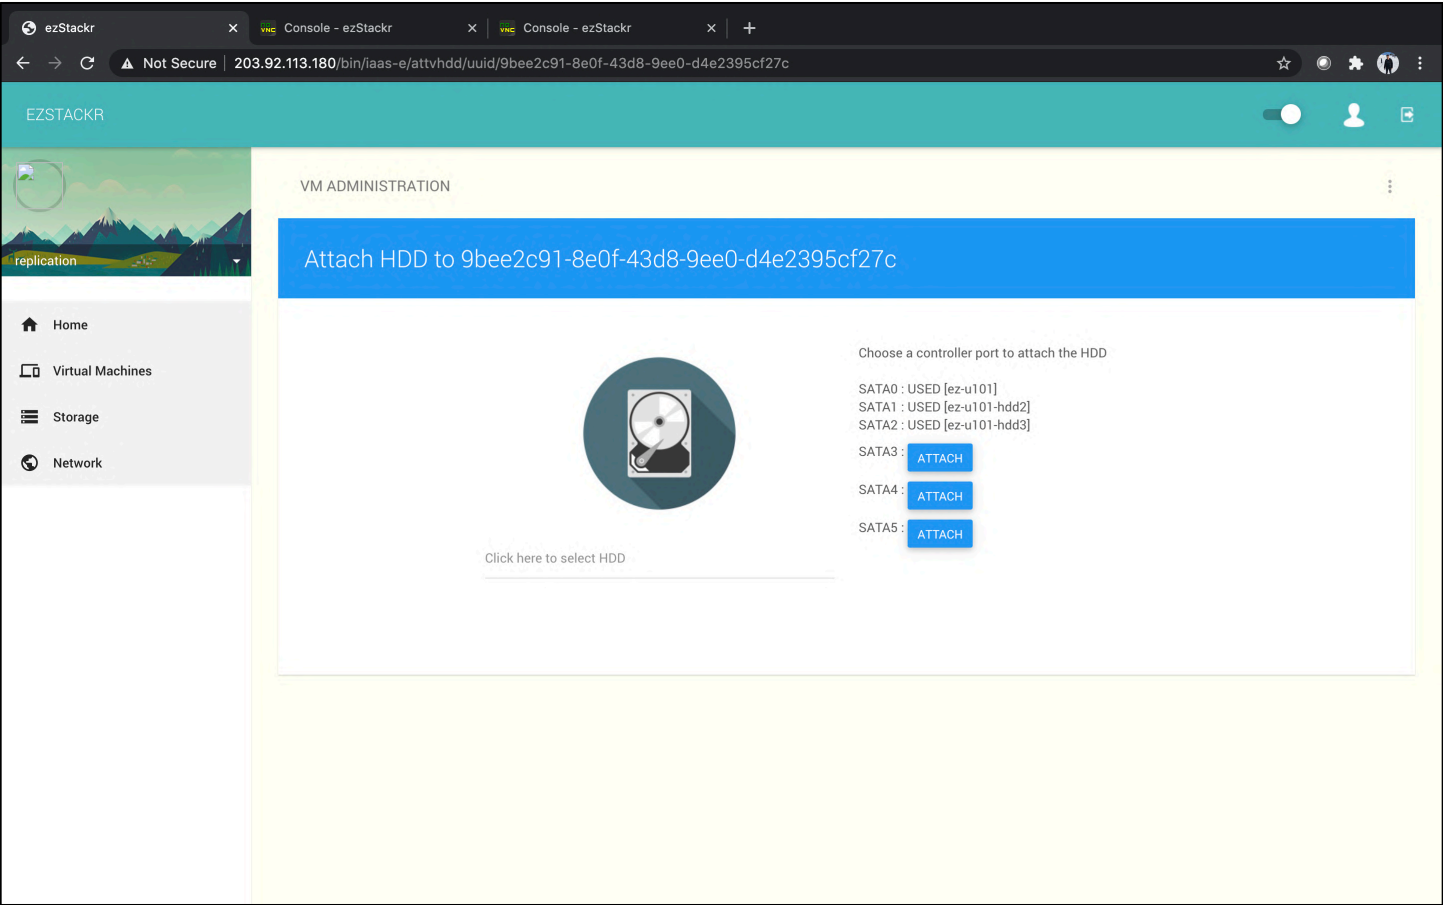 ezStackr
Console - ezStackr
Console - ezStackr
Not Secure
203.92.113.180/bin/iaas-e/attvhdd/uuid/9bee2c91-8e0f-43d8-9ee0-d4e2395cf27c
EZSTACKR
replication
Home
Virtual Machines
Storage
Network
VM ADMINISTRATION
Attach HDD to 9bee2c91-8e0f-43d8-9ee0-d4e2395cf27c
Click here to select HDD
Choose a controller port to attach the HDD
SATA0 : USED [ez-u101]
SATA1 : USED [ez-u101-hdd2]
SATA2 : USED [ez-u101-hdd3]
SATA3 : ATTACH
SATA4 : ATTACH
SATA5 : ATTACH